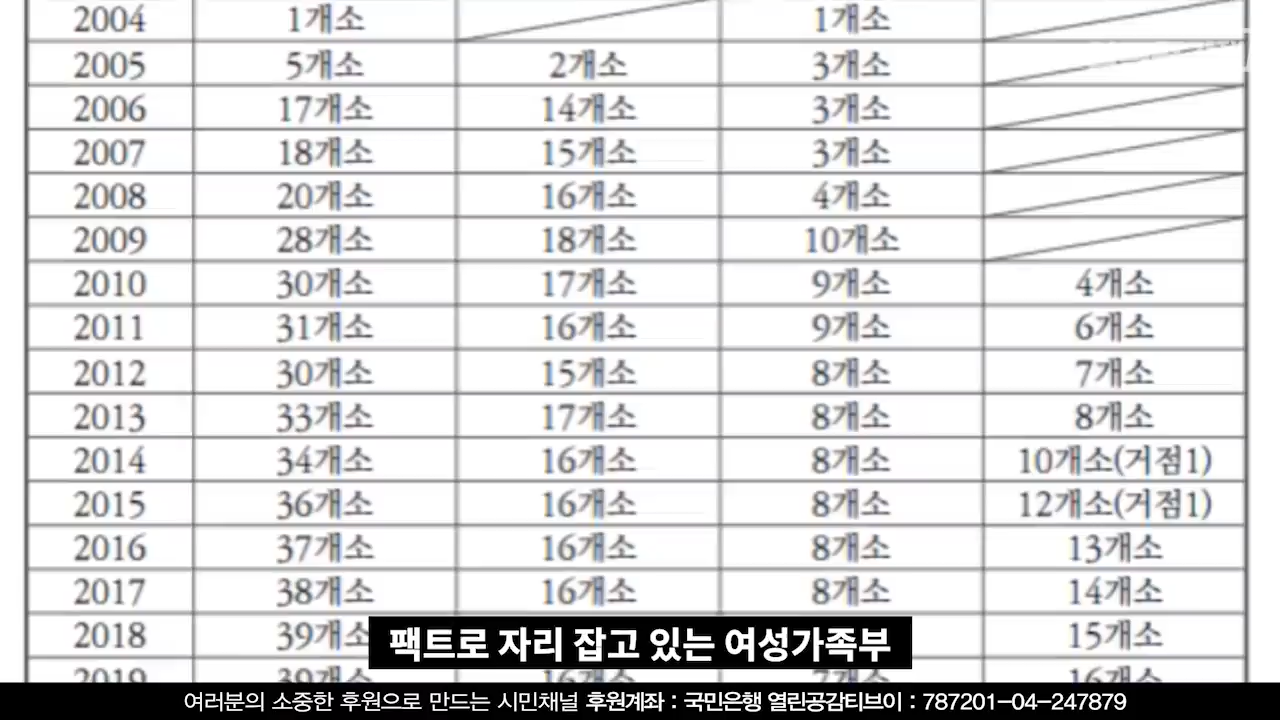 2004 1개소 1개소
2005 5개소 2개소 3개소
2006 17개소 14개소 3개소
2007 18개소 15개소 3개소
2008 20개소 16개소 4개소
2009 28개소 18개소 10개소
2010 30개소 17개소 9개소 4개소
2011 31개소 16개소 9개소 6개소
2012 30개소 15개소 8개소 7개소
2013 33개소 17개소 8개소 8개소
2014 34개소 16개소 8개소 10개소(거점1)
2015 36개소 16개소 8개소 12개소(거점1)
2016 37개소 16개소 8개소 13개소
2017 38개소 16개소 8개소 14개소
2018 39개소 15개소
팩트로 자리 잡고 있는 여성가족부
여러분의 소중한 후원으로 만드는 시민채널 후원계좌 : 국민은행 열린공감티브이 : 787201-04-247879